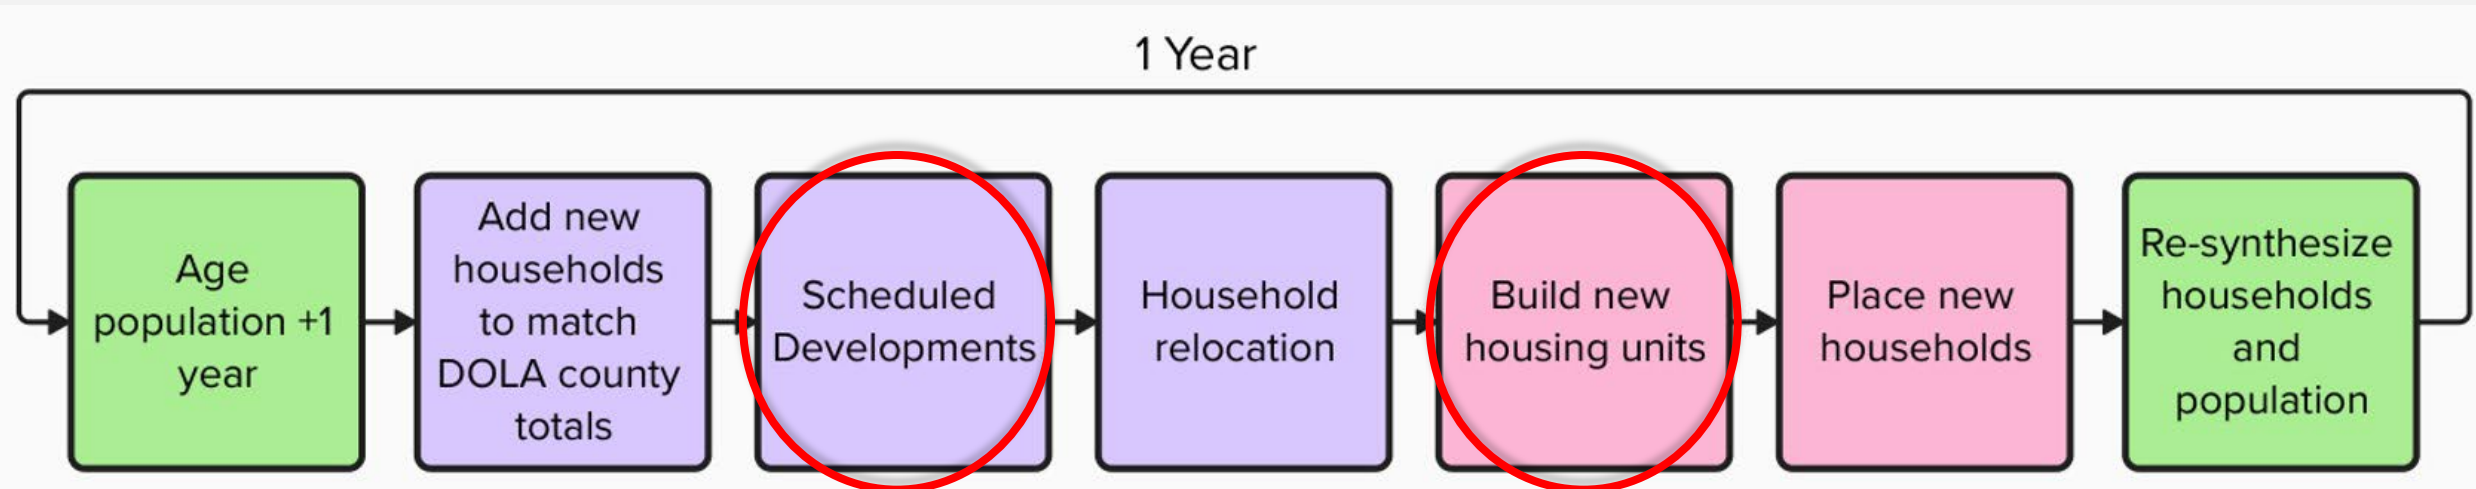 1 Year
Age
population +1
year
Add new
households
to match
DOLA county
totals
Scheduled
Developments
Household
relocation
Build new
housing units
Place new
households
Re-synthesize
households
and
population